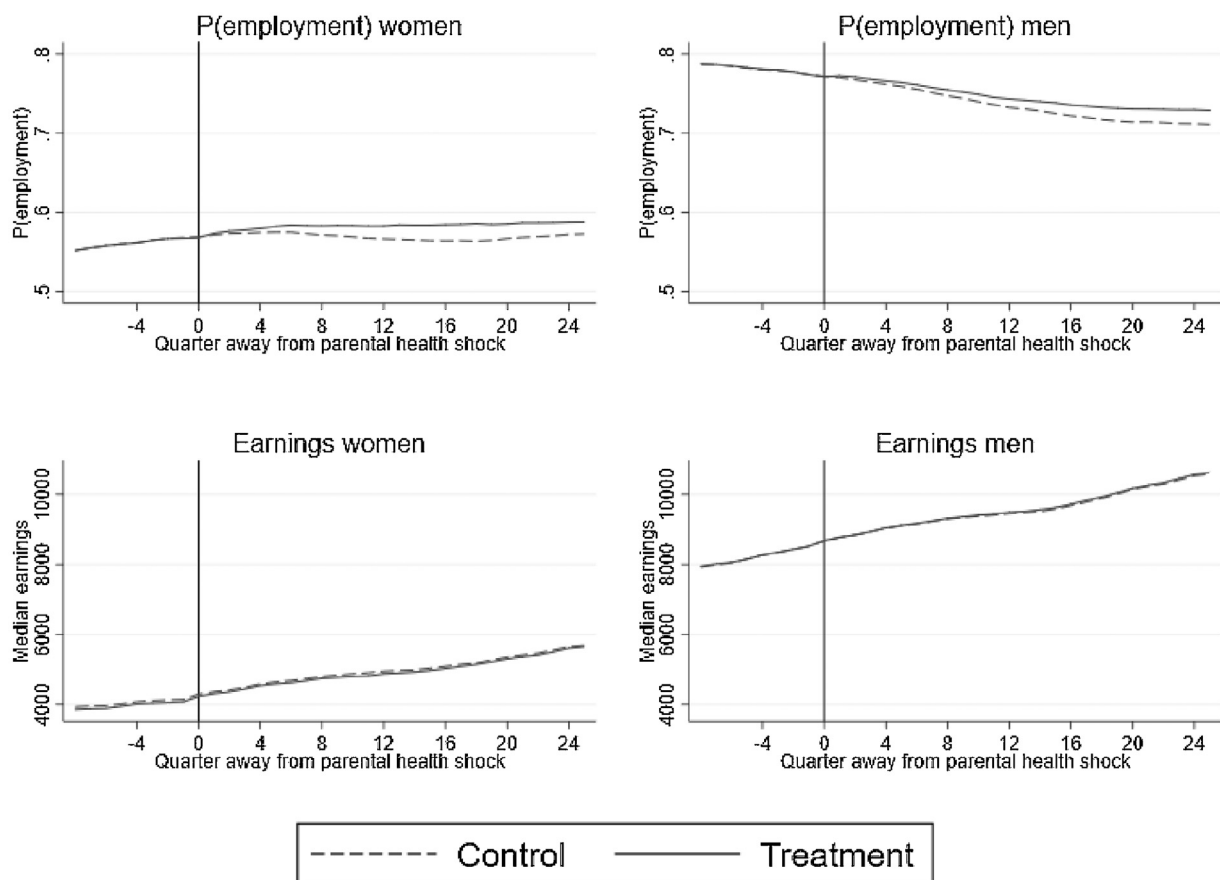 P(employment) women
P(employment)
.8
.7
.6
.5
-4 0 4 8 12 16 20 24
Quarter away from parental health shock
P(employment) men
P(employment)
.8
.7
.6
.5
-4 0 4 8 12 16 20 24
Quarter away from parental health shock
Earnings women
Median earnings
10000
8000
6000
4000
-4 0 4 8 12 16 20 24
Quarter away from parental health shock
Earnings men
Median earnings
10000
8000
6000
4000
-4 0 4 8 12 16 20 24
Quarter away from parental health shock
Control Treatment